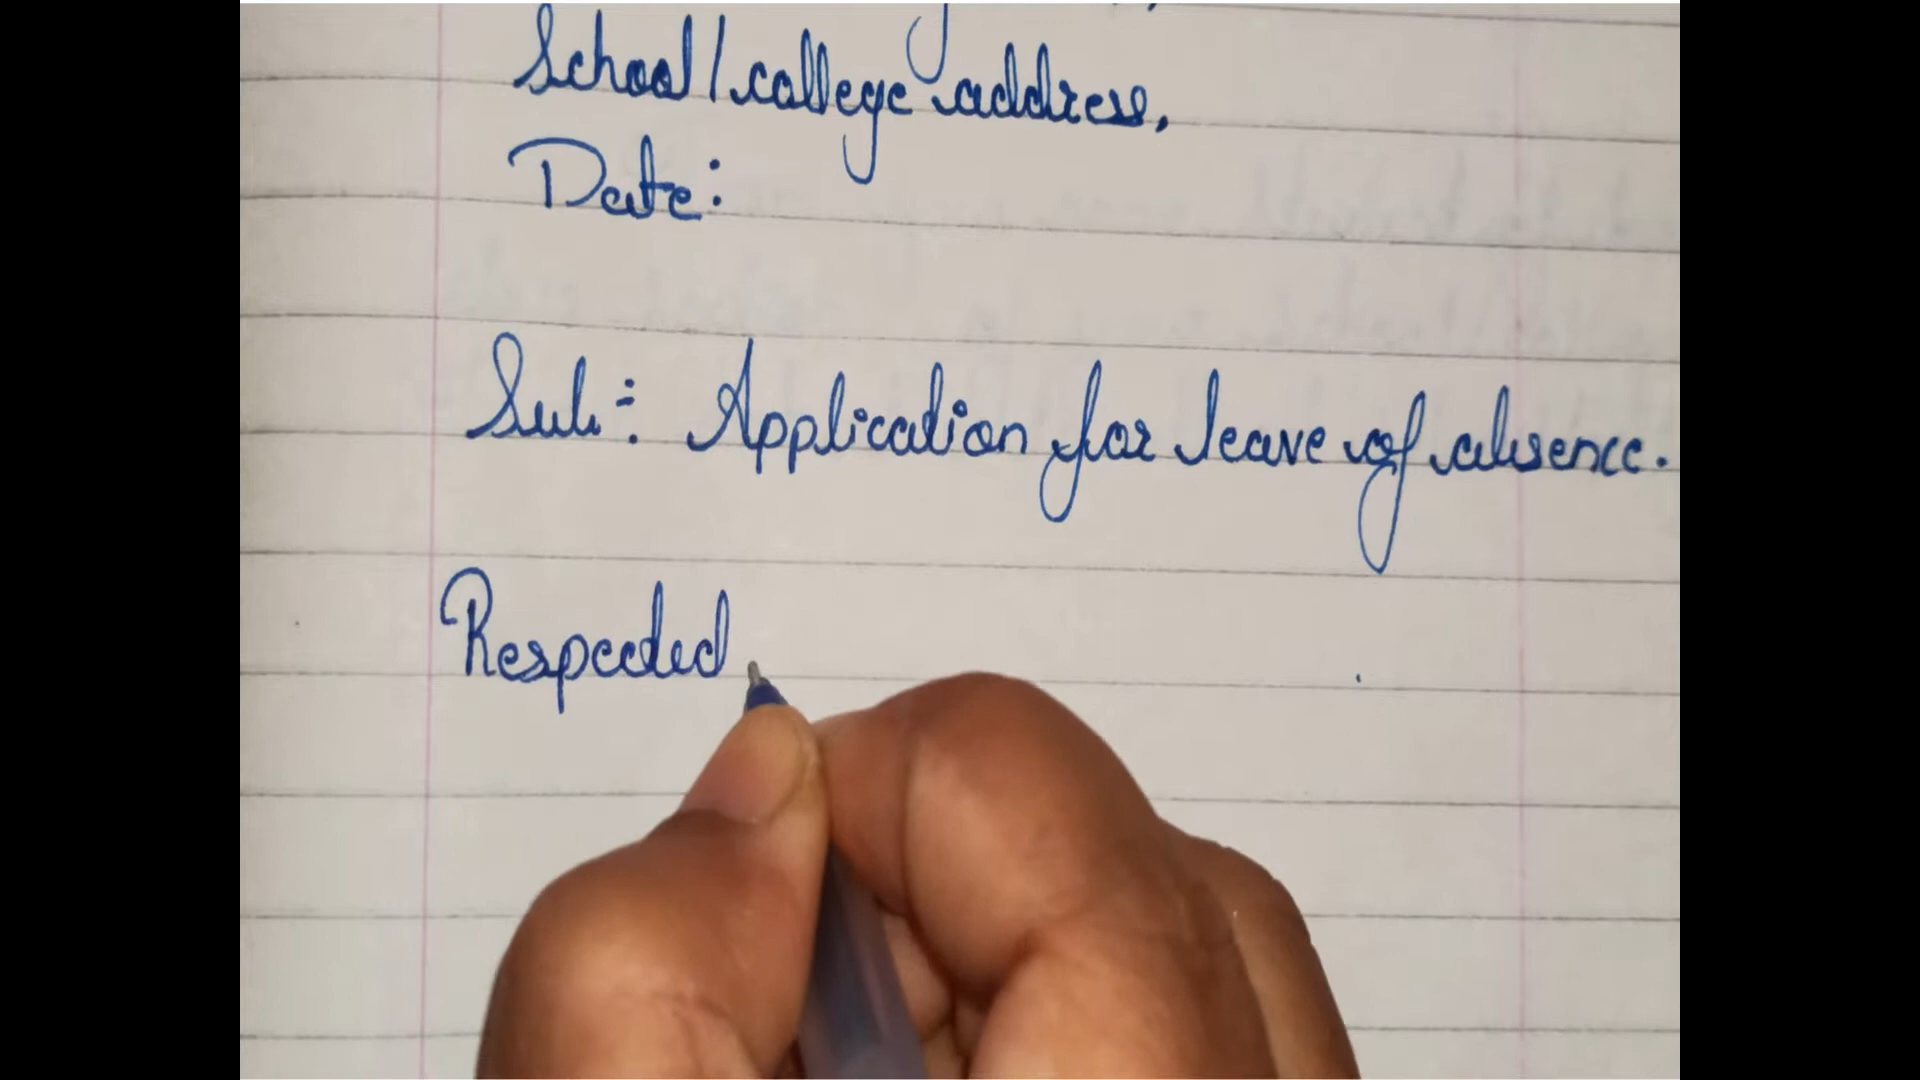 School/college address,
Date:
Sub:- Application for leave of absence.
Respected